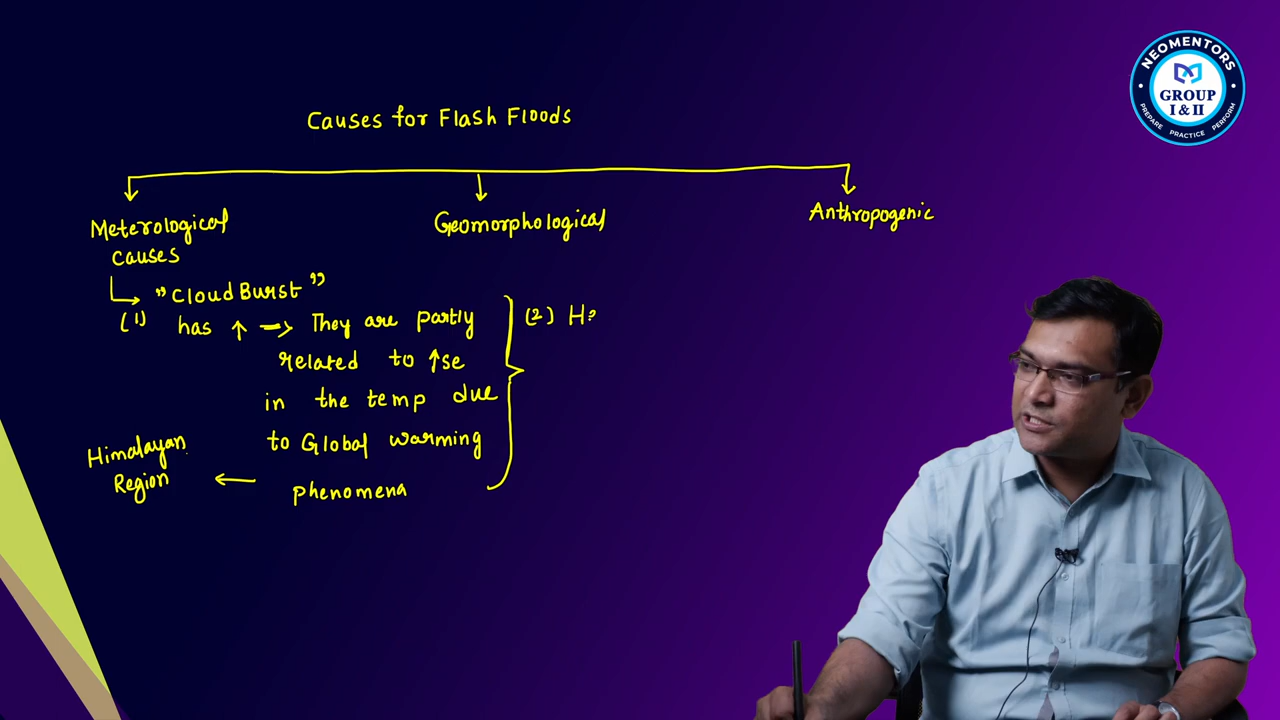 NEOMENTORS
GROUP
I & II
PREPARE PRACTICE PERFORM
Causes for Flash Floods
Meterological
causes
Geomorphological
Anthropogenic
"Cloud Burst"
(1) has ↑ → They are partly
related to ↑se
in the temp due
to Global warming
phenomena
Himalayan
Region ←
(2)